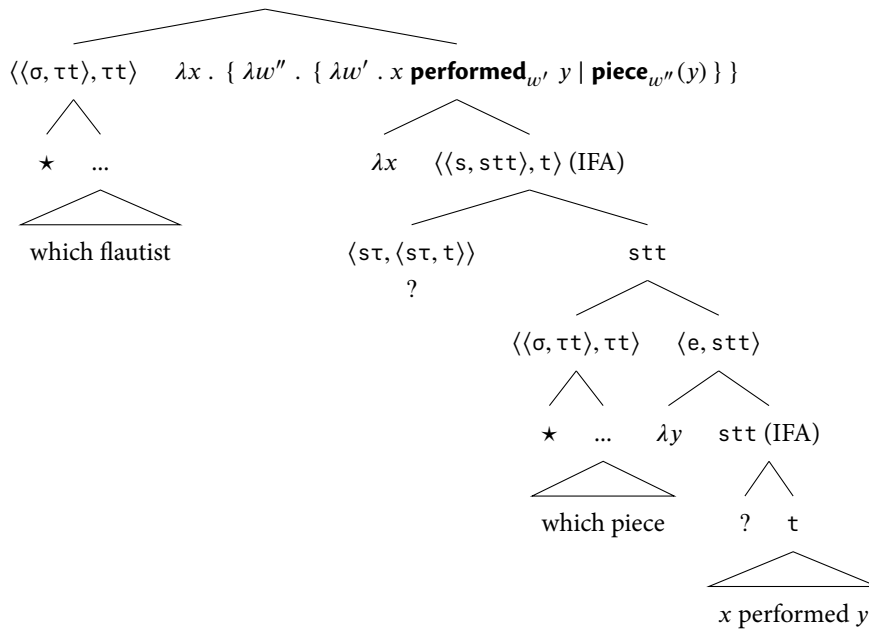 ⟨⟨σ, τt⟩, τt⟩ λx . { λw″ . { λw′ . x performed_w′ y | piece_w″(y) } }
⋆ ... λx ⟨⟨s, stt⟩, t⟩ (IFA)
which flautist ⟨sτ, ⟨sτ, t⟩⟩ stt
?
⟨⟨σ, τt⟩, τt⟩ ⟨e, stt⟩
⋆ ... λy stt (IFA)
which piece ? t
x performed y